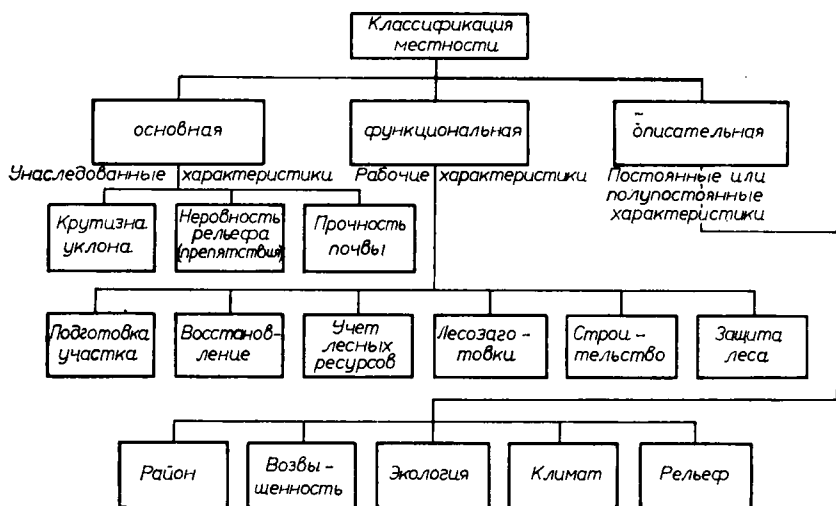 Классификация
местности
основная
функциональная
описательная
Унаследованные характеристики
Рабочие характеристики
Постоянные или
полупостоянные
характеристики
Крутизна
уклона.
Неровность
рельефа
(препятствия)
Прочность
почвы
Подготовка
участка
Восстанов-
ление
Учет
лесных
ресурсов
Лесозаго-
товки
Строи-
тельство
Защита
леса
Район
Возвы-
щенность
Экология
Климат
Рельеф